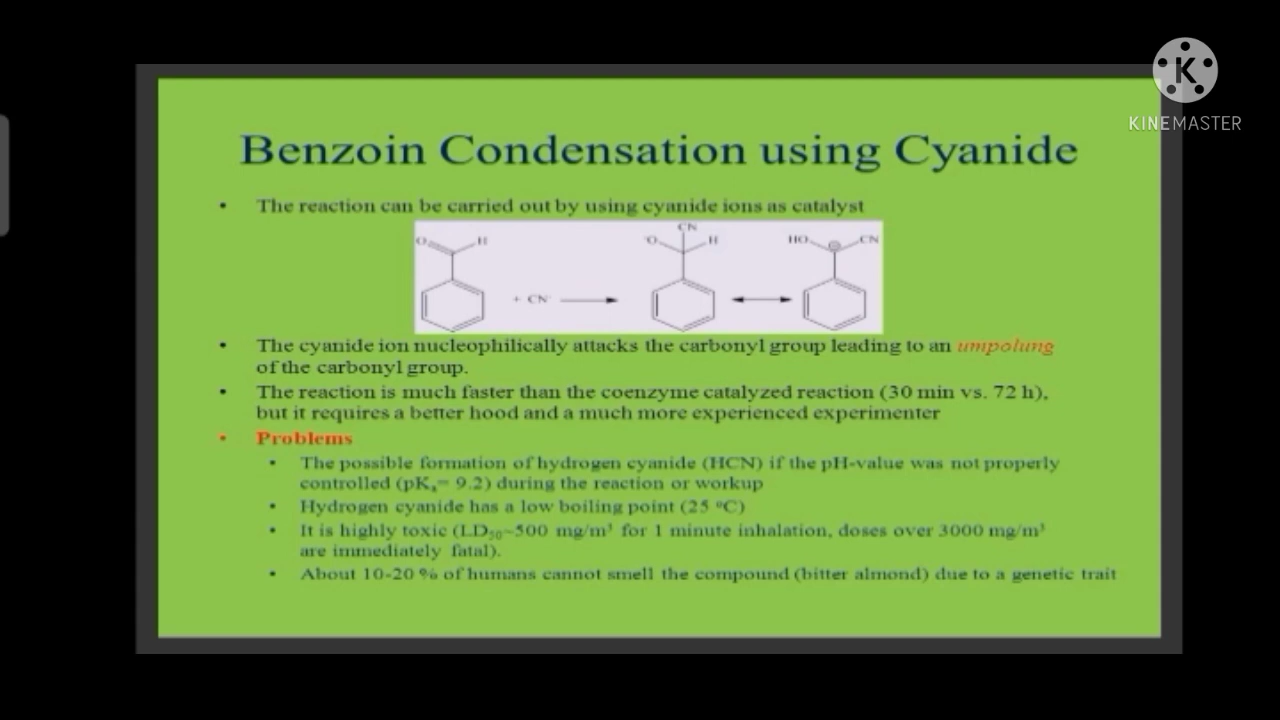 KINEMASTER
Benzoin Condensation using Cyanide
• The reaction can be carried out by using cyanide ions as catalyst
O H + CN⁻ ⁻O CN H HO ⊖ CN
• The cyanide ion nucleophilically attacks the carbonyl group leading to an umpolung
of the carbonyl group.
• The reaction is much faster than the coenzyme catalyzed reaction (30 min vs. 72 h),
but it requires a better hood and a much more experienced experimenter
• Problems
• The possible formation of hydrogen cyanide (HCN) if the pH-value was not properly
controlled (pKₐ= 9.2) during the reaction or workup
• Hydrogen cyanide has a low boiling point (25 °C)
• It is highly toxic (LD₅₀~500 mg/m³ for 1 minute inhalation, doses over 3000 mg/m³
are immediately fatal).
• About 10-20 % of humans cannot smell the compound (bitter almond) due to a genetic trait